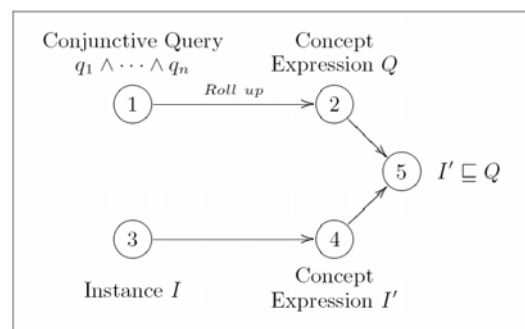 Conjunctive Query
q₁ ∧ ⋯ ∧ qₙ
Concept
Expression Q
Roll up
1
2
5
I′ ⊑ Q
3
4
Instance I
Concept
Expression I′